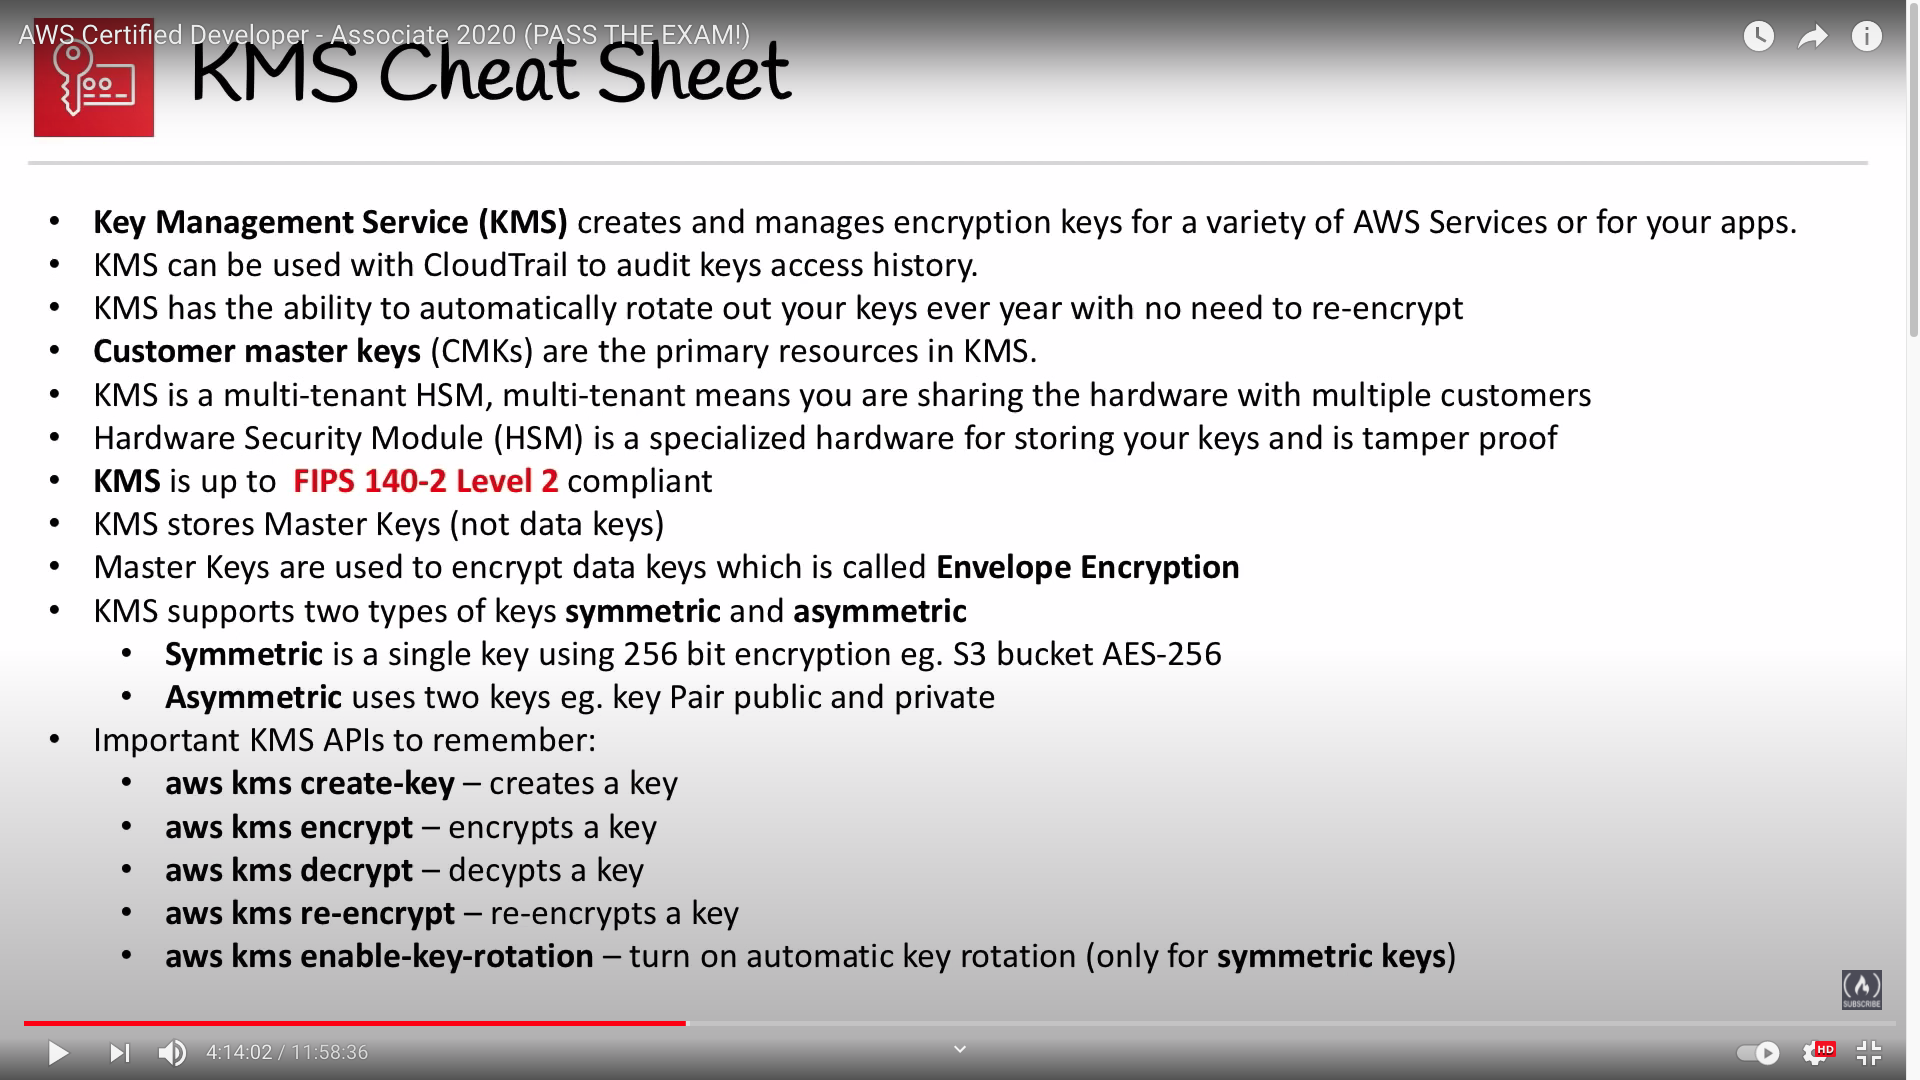 AWS Certified Developer - Associate 2020 (PASS THE EXAM!)
KMS Cheat Sheet
• Key Management Service (KMS) creates and manages encryption keys for a variety of AWS Services or for your apps.
• KMS can be used with CloudTrail to audit keys access history.
• KMS has the ability to automatically rotate out your keys ever year with no need to re-encrypt
• Customer master keys (CMKs) are the primary resources in KMS.
• KMS is a multi-tenant HSM, multi-tenant means you are sharing the hardware with multiple customers
• Hardware Security Module (HSM) is a specialized hardware for storing your keys and is tamper proof
• KMS is up to FIPS 140-2 Level 2 compliant
• KMS stores Master Keys (not data keys)
• Master Keys are used to encrypt data keys which is called Envelope Encryption
• KMS supports two types of keys symmetric and asymmetric
• Symmetric is a single key using 256 bit encryption eg. S3 bucket AES-256
• Asymmetric uses two keys eg. key Pair public and private
• Important KMS APIs to remember:
• aws kms create-key – creates a key
• aws kms encrypt – encrypts a key
• aws kms decrypt – decypts a key
• aws kms re-encrypt – re-encrypts a key
• aws kms enable-key-rotation – turn on automatic key rotation (only for symmetric keys)
SUBSCRIBE
4:14:02 / 11:58:36
HD